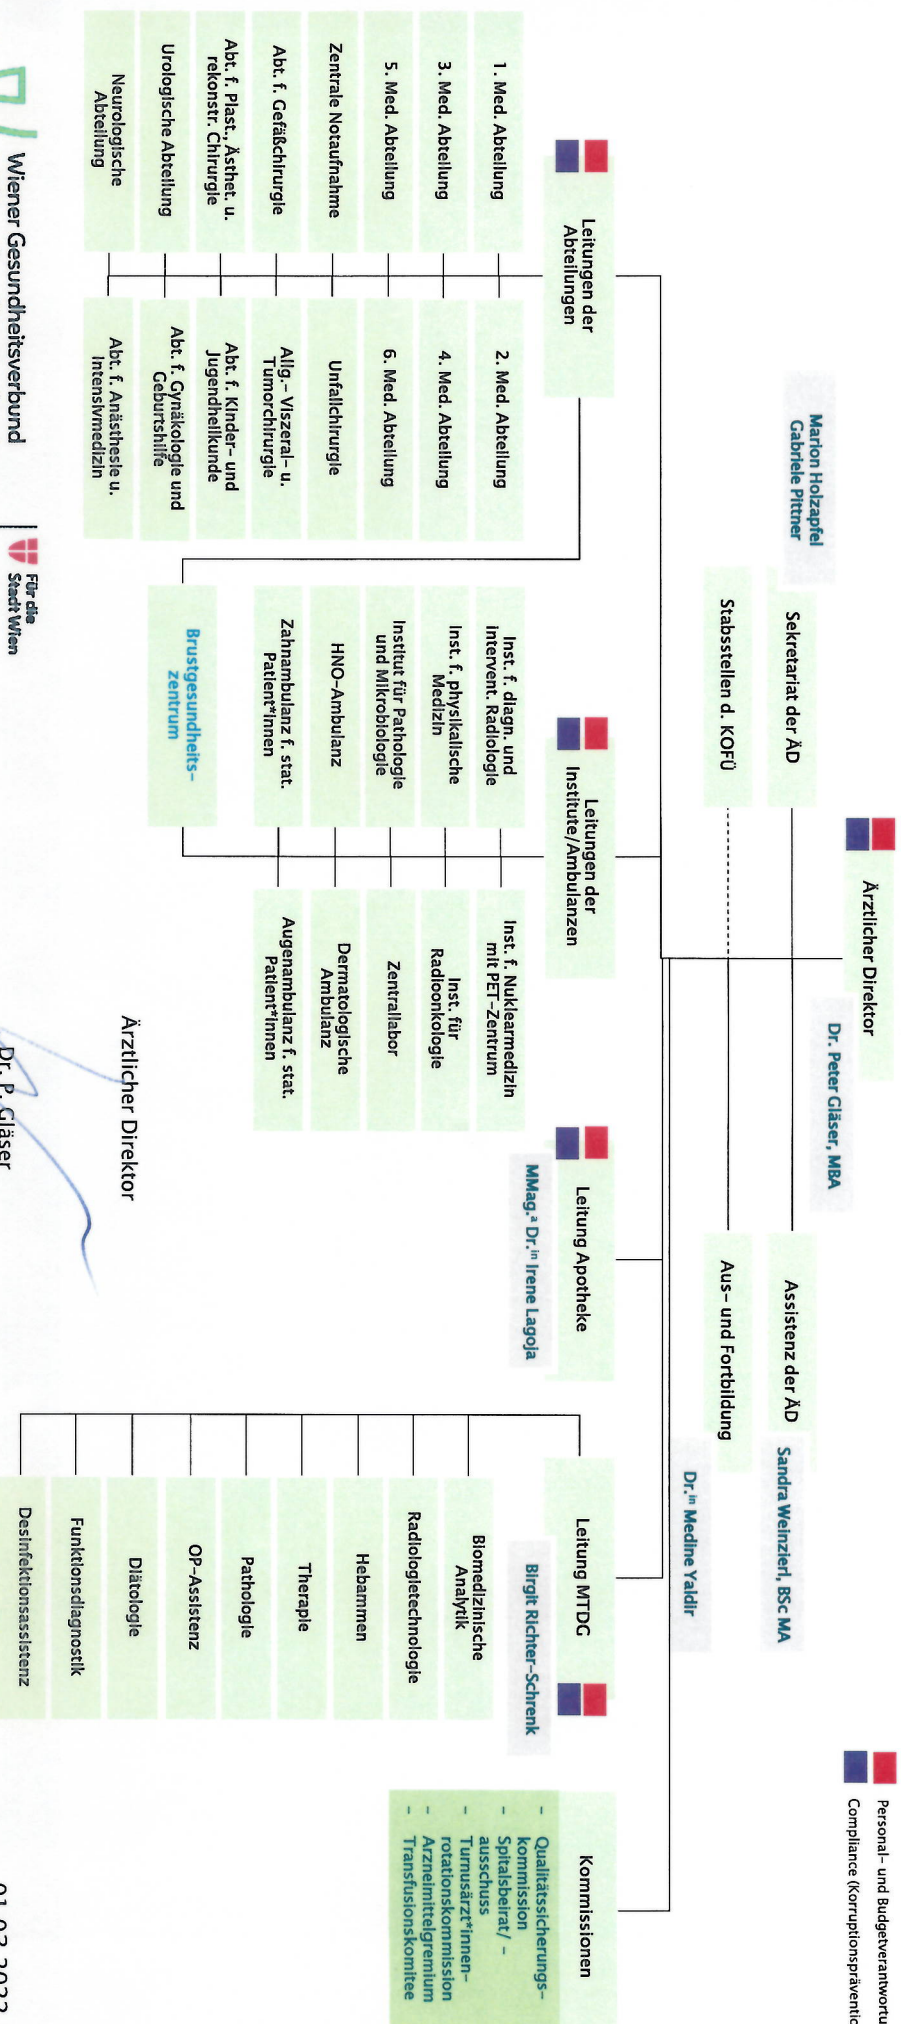 Personal- und Budgetverantwortu
Compliance (Korruptionspräventio
Ärztlicher Direktor
Dr. Peter Gläser, MBA
Sekretariat der ÄD
Marion Holzapfel
Gabriele Pittner
Assistenz der ÄD
Sandra Weinzierl, BSc MA
Stabsstellen d. KOFÜ
Aus- und Fortbildung
Dr.ⁱⁿ Medine Yaldir
Leitungen der
Abteilungen
1. Med. Abteilung
2. Med. Abteilung
3. Med. Abteilung
4. Med. Abteilung
5. Med. Abteilung
6. Med. Abteilung
Zentrale Notaufnahme
Unfallchirurgie
Abt. f. Gefäßchirurgie
Allg.- Viszeral- u.
Tumorchirurgie
Abt. f. Plast., Ästhet. u.
rekonstr. Chirurgie
Abt. f. Kinder- und
Jugendheilkunde
Urologische Abteilung
Abt. f. Gynäkologie und
Geburtshilfe
Neurologische
Abteilung
Abt. f. Anästhesie u.
Intensivmedizin
Leitungen der
Institute/Ambulanzen
Inst. f. diagn. und
intervent. Radiologie
Inst. f. Nuklearmedizin
mit PET-Zentrum
Inst. f. physikalische
Medizin
Inst. für
Radioonkologie
Institut für Pathologie
und Mikrobiologie
Zentrallabor
HNO-Ambulanz
Dermatologische
Ambulanz
Zahnambulanz f. stat.
Patient*innen
Augenambulanz f. stat.
Patient*innen
Brustgesundheits-
zentrum
Leitung Apotheke
MMag.ᵃ Dr.ⁱⁿ Irene Lagoja
Leitung MTDG
Birgit Richter-Schrenk
Biomedizinische
Analytik
Radiologietechnologie
Hebammen
Therapie
Pathologie
OP-Assistenz
Diätologie
Funktionsdiagnostik
Desinfektionsassistenz
Kommissionen
- Qualitätssicherungs-
kommission
- Spitalsbeirat/ -
ausschuss
- Turnusärzt*innen-
rotationskommission
- Arzneimittelgremium
- Transfusionskomitee
Ärztlicher Direktor
Dr. P. Gläser
Wiener Gesundheitsverbund
Für die
Stadt Wien